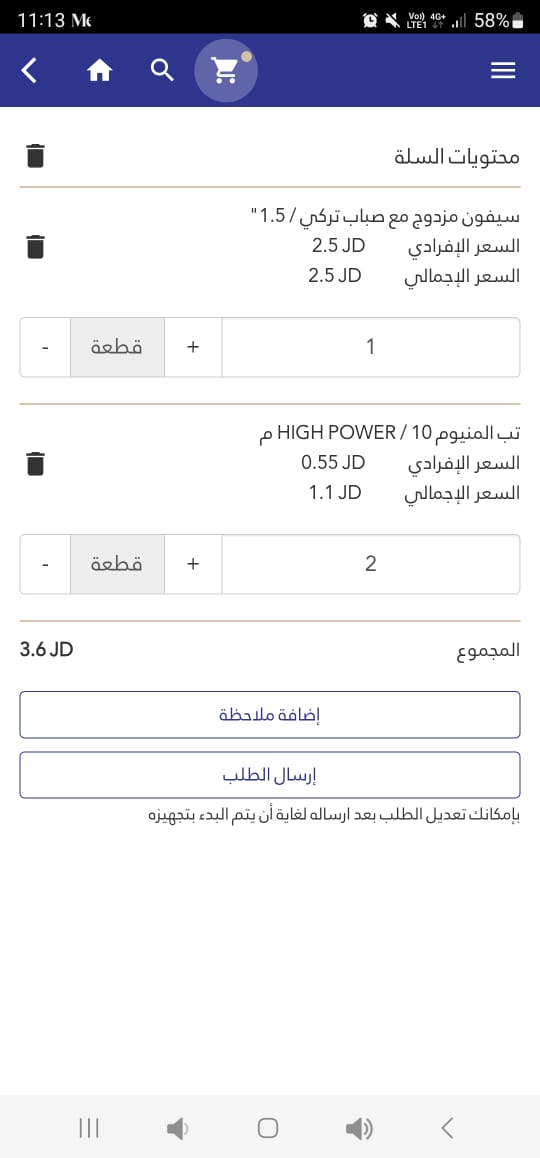 11:13 M
Vo)) 4G+
LTE1
58%
محتويات السلة
سيفون مزدوج مع صباب تركي / 1.5"
السعر الإفرادي 2.5 JD
السعر الإجمالي 2.5 JD
- قطعة + 1
تب المنيوم HIGH POWER / 10 م
السعر الإفرادي 0.55 JD
السعر الإجمالي 1.1 JD
- قطعة + 2
المجموع 3.6 JD
إضافة ملاحظة
إرسال الطلب
بإمكانك تعديل الطلب بعد ارساله لغاية أن يتم البدء بتجهيزه